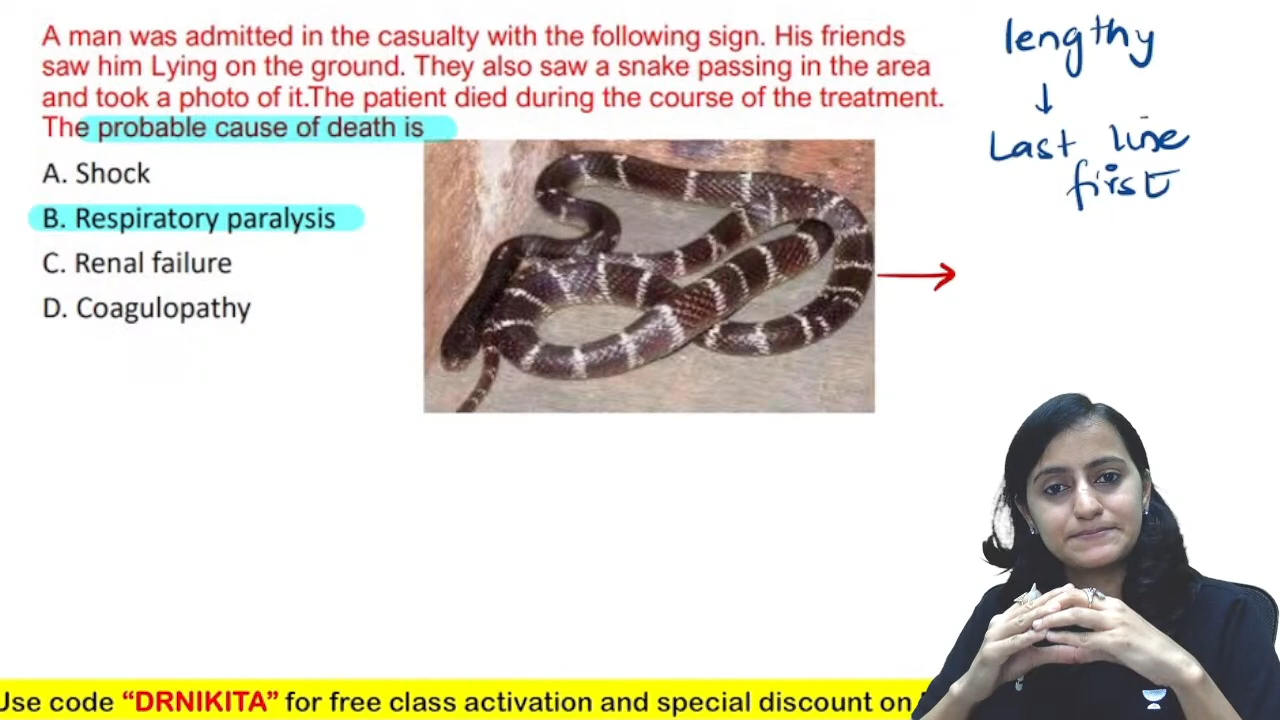 A man was admitted in the casualty with the following sign. His friends
saw him Lying on the ground. They also saw a snake passing in the area
and took a photo of it.The patient died during the course of the treatment.
The probable cause of death is
A. Shock
B. Respiratory paralysis
C. Renal failure
D. Coagulopathy
lengthy
Last line
first
Use code “DRNIKITA” for free class activation and special discount on